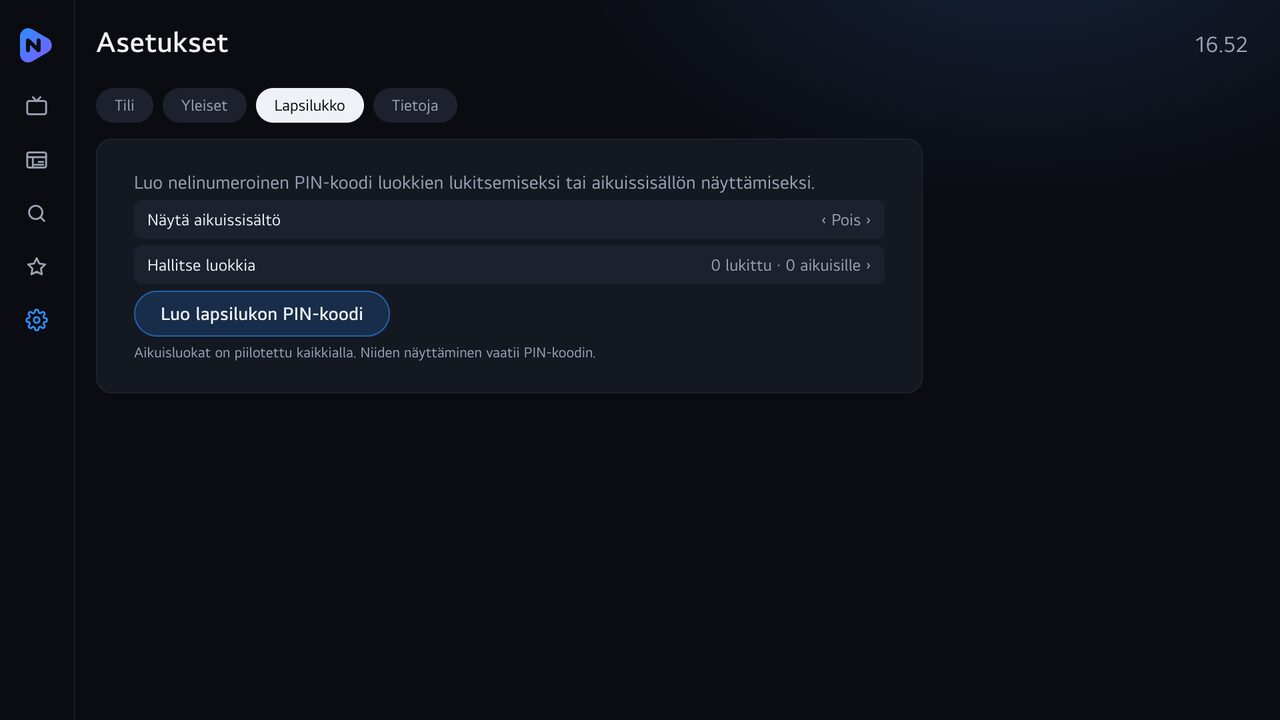 N
Asetukset
16.52
Tili
Yleiset
Lapsilukko
Tietoja
Luo nelinumeroinen PIN-koodi luokkien lukitsemiseksi tai aikuissisällön näyttämiseksi.
Näytä aikuissisältö
‹ Pois ›
Hallitse luokkia
0 lukittu · 0 aikuisille ›
Luo lapsilukon PIN-koodi
Aikuisluokat on piilotettu kaikkialla. Niiden näyttäminen vaatii PIN-koodin.